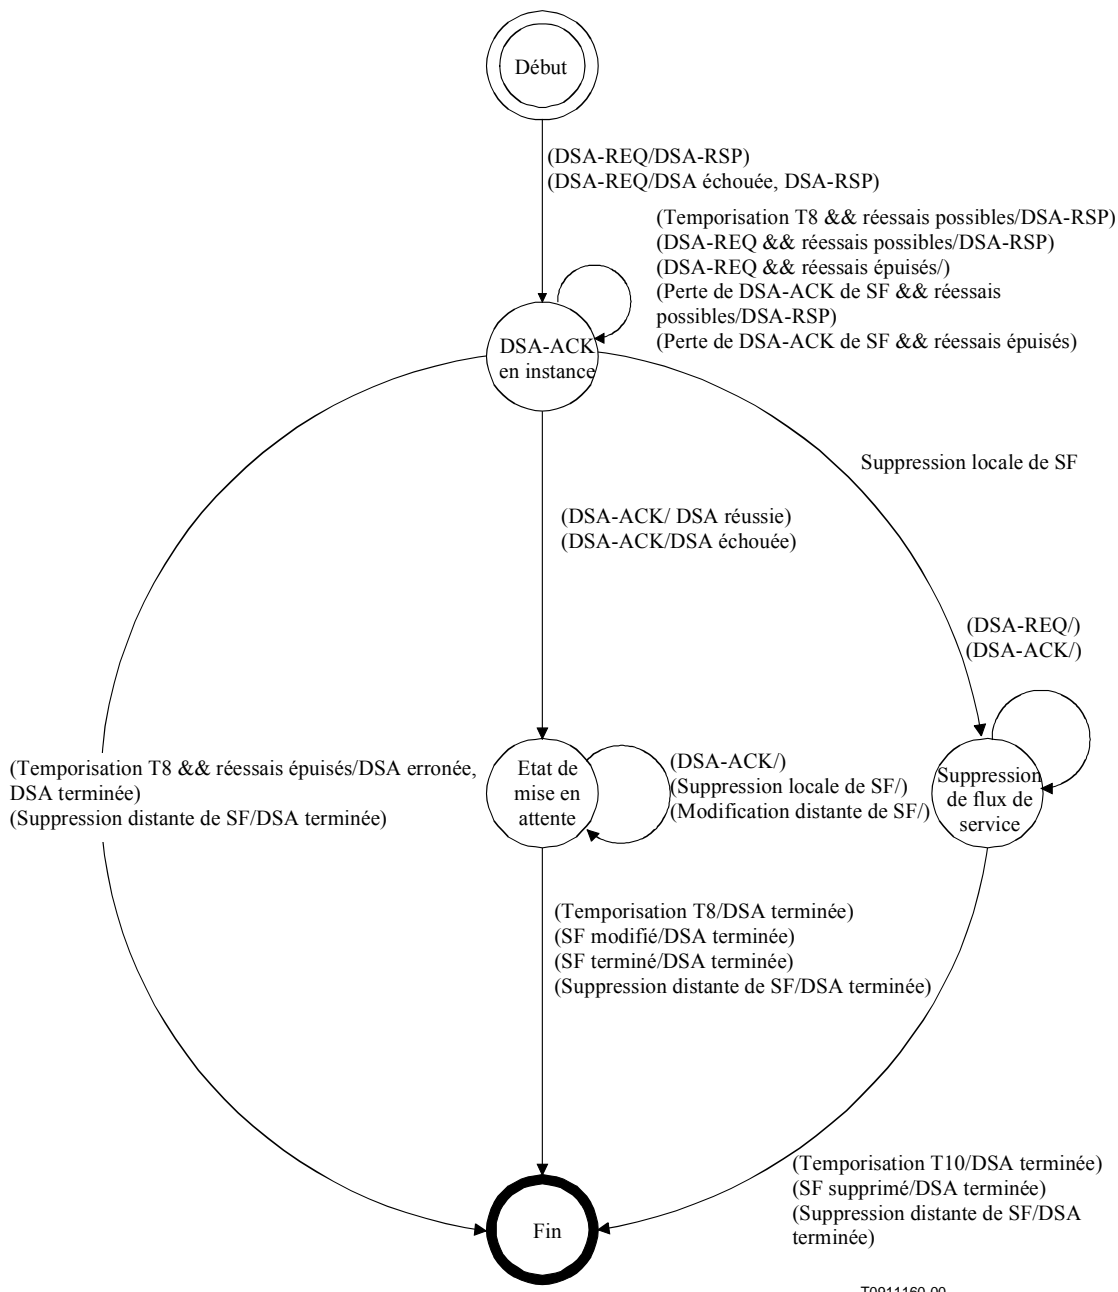 Début
(DSA-REQ/DSA-RSP)
(DSA-REQ/DSA échouée, DSA-RSP)
(Temporisation T8 && réessais possibles/DSA-RSP)
(DSA-REQ && réessais possibles/DSA-RSP)
(DSA-REQ && réessais épuisés/)
(Perte de DSA-ACK de SF && réessais
possibles/DSA-RSP)
(Perte de DSA-ACK de SF && réessais épuisés)
DSA-ACK
en instance
Suppression locale de SF
(DSA-ACK/ DSA réussie)
(DSA-ACK/DSA échouée)
(DSA-REQ/)
(DSA-ACK/)
(Temporisation T8 && réessais épuisés/DSA erronée,
DSA terminée)
(Suppression distante de SF/DSA terminée)
Etat de
mise en
attente
(DSA-ACK/)
(Suppression locale de SF/)
(Modification distante de SF/)
Suppression
de flux de
service
(Temporisation T8/DSA terminée)
(SF modifié/DSA terminée)
(SF terminé/DSA terminée)
(Suppression distante de SF/DSA terminée)
(Temporisation T10/DSA terminée)
(SF supprimé/DSA terminée)
(Suppression distante de SF/DSA
terminée)
Fin
T0911160-00